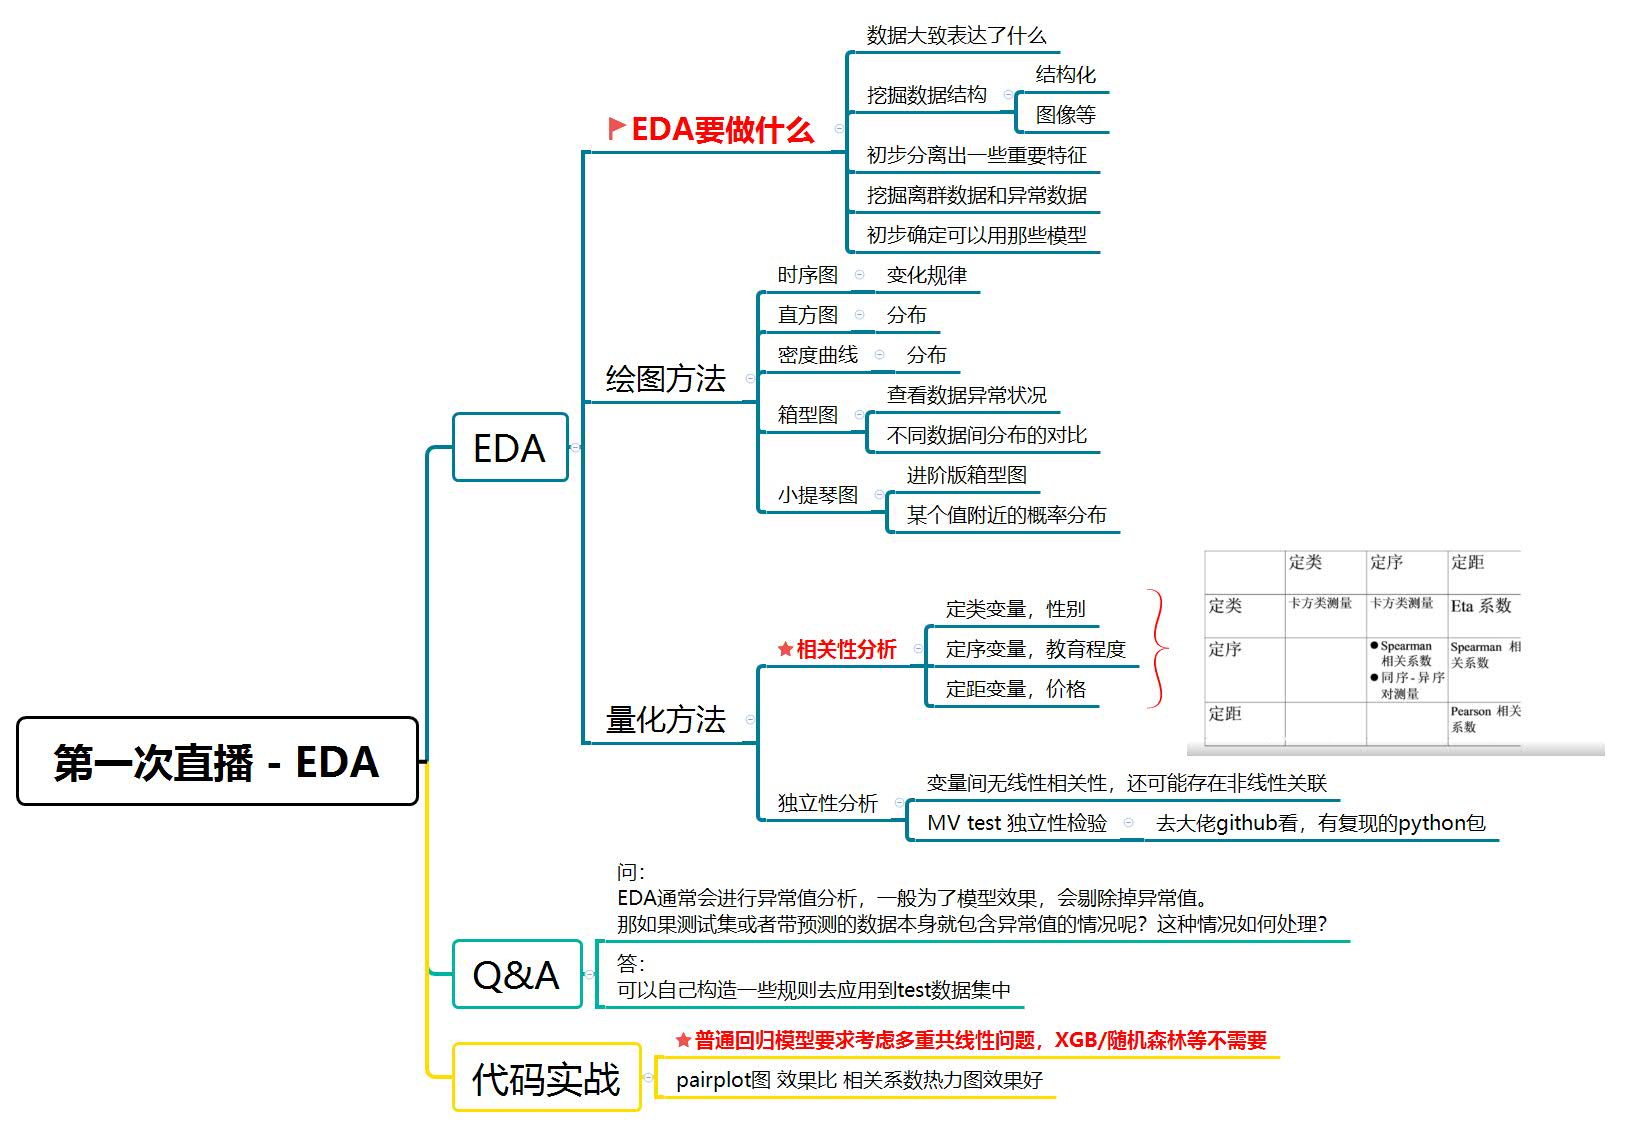 第一次直播 - EDA
EDA
EDA要做什么
数据大致表达了什么
挖掘数据结构
结构化
图像等
初步分离出一些重要特征
挖掘离群数据和异常数据
初步确定可以用那些模型
绘图方法
时序图
变化规律
直方图
分布
密度曲线
分布
箱型图
查看数据异常状况
不同数据间分布的对比
小提琴图
进阶版箱型图
某个值附近的概率分布
量化方法
相关性分析
定类变量，性别
定序变量，教育程度
定距变量，价格
定类 定序 定距
定类 卡方类测量 卡方类测量 Eta 系数
定序
●Spearman
相关系数
●同序-异序
对测量
Spearman 相
关系数
定距
Pearson 相关
系数
独立性分析
变量间无线性相关性，还可能存在非线性关联
MV test 独立性检验
去大佬github看，有复现的python包
Q&A
问：
EDA通常会进行异常值分析，一般为了模型效果，会剔除掉异常值。
那如果测试集或者带预测的数据本身就包含异常值的情况呢？这种情况如何处理？
答：
可以自己构造一些规则去应用到test数据集中
代码实战
普通回归模型要求考虑多重共线性问题，XGB/随机森林等不需要
pairplot图 效果比 相关系数热力图效果好